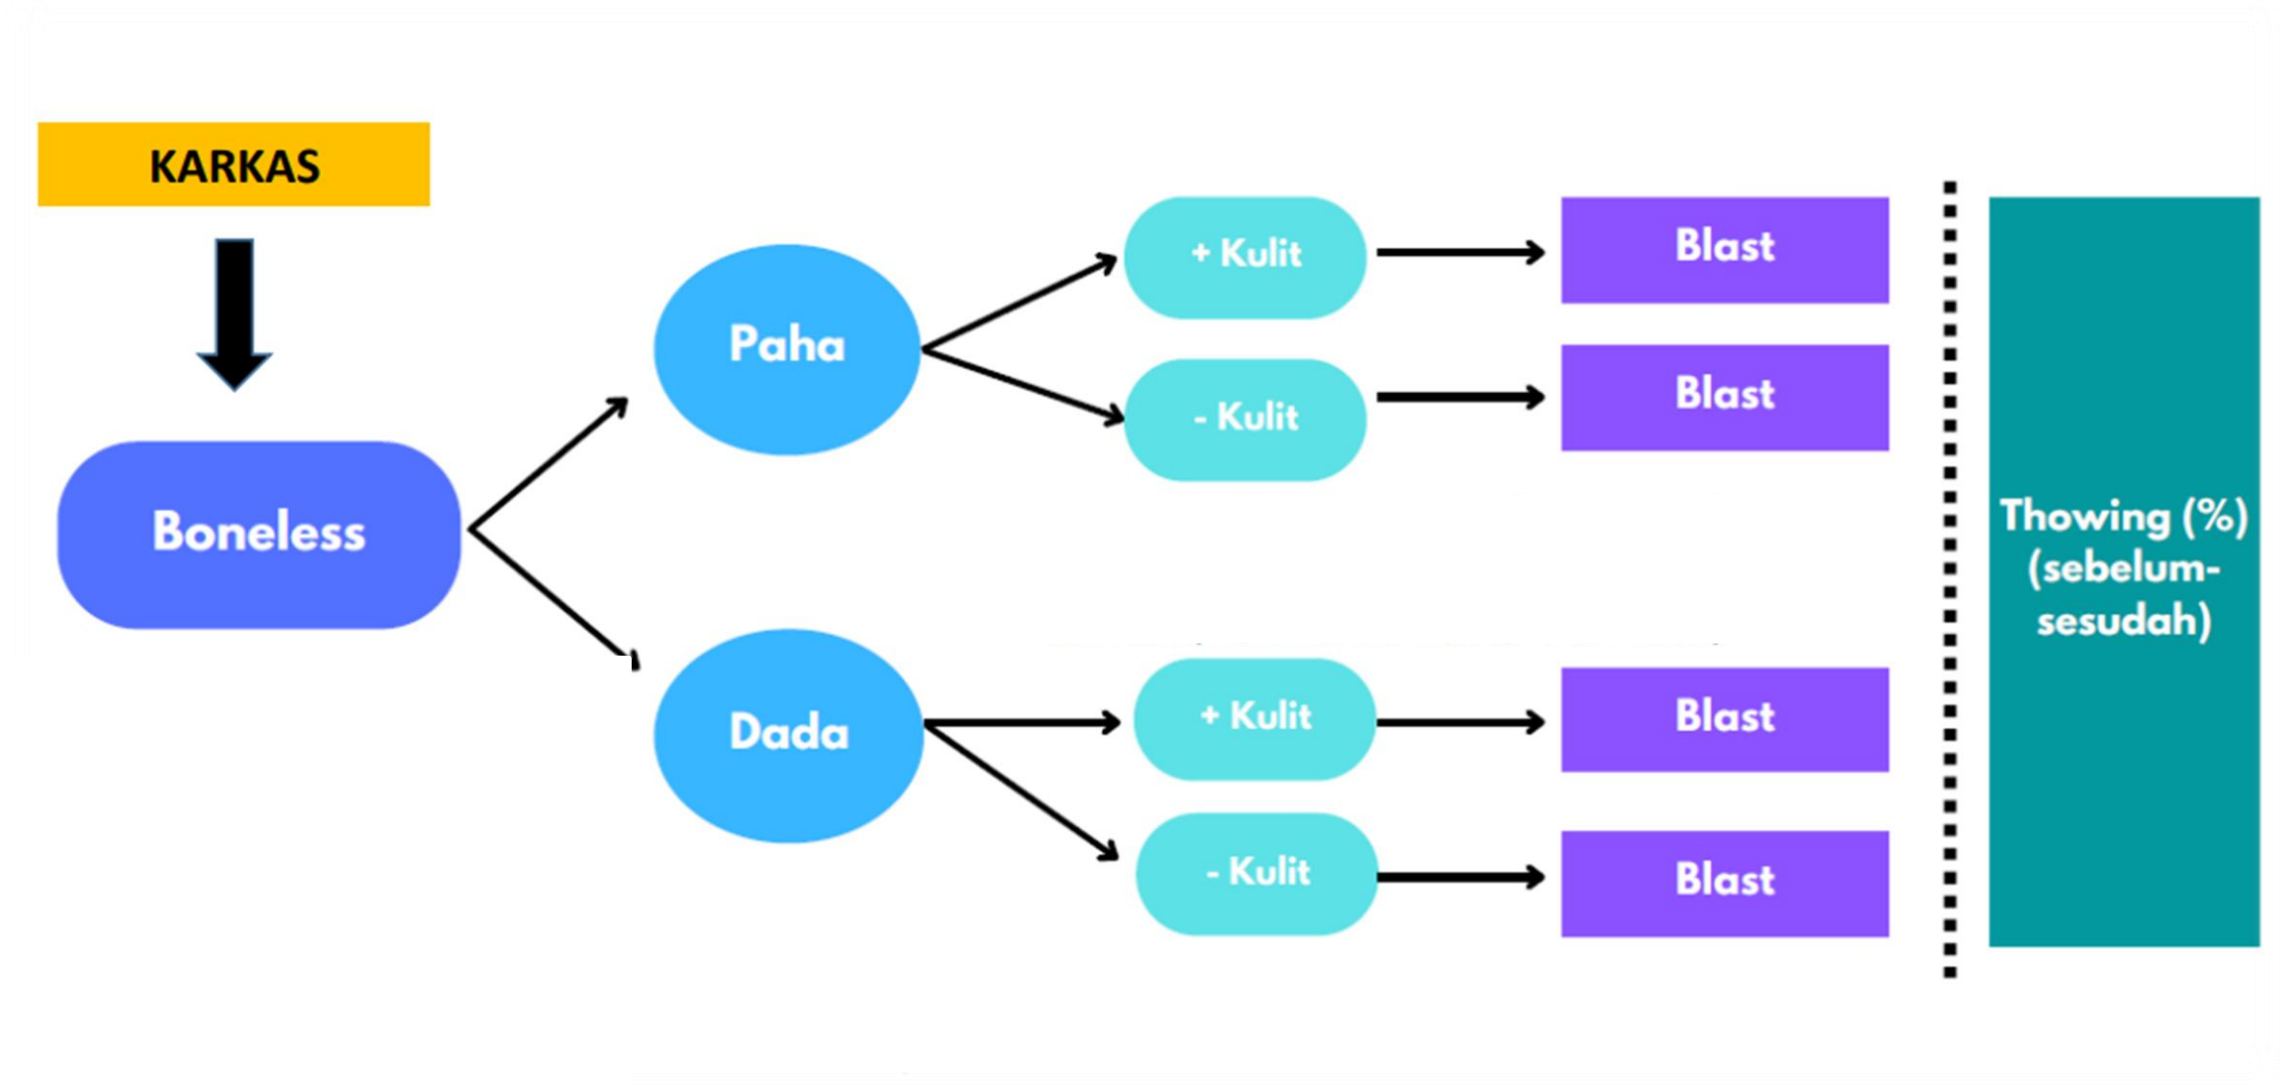 KARKAS
Boneless
Paha
+ Kulit
Blast
- Kulit
Blast
Dada
+ Kulit
Blast
- Kulit
Blast
Thowing (%)
(sebelum-
sesudah)